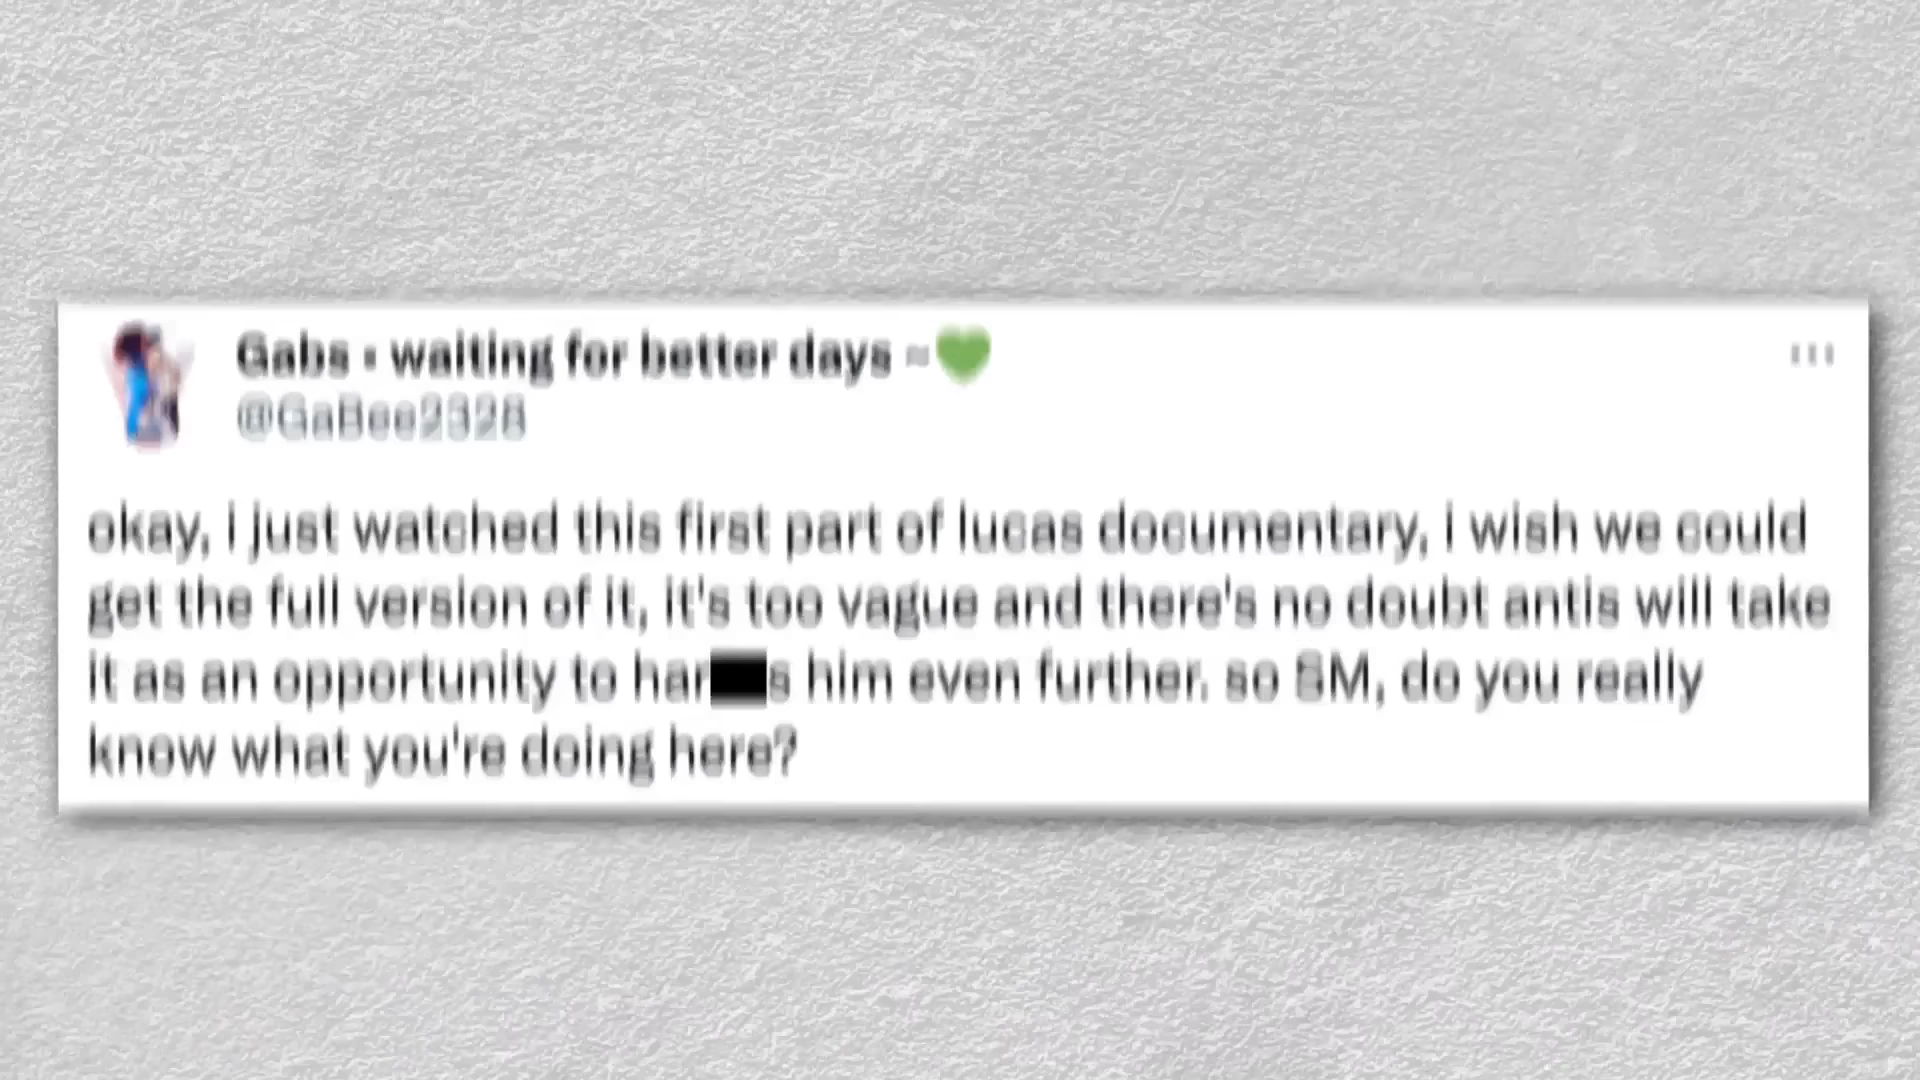 Gabs • waiting for better days ≈💚
@GaBee2328
okay, i just watched this first part of lucas documentary, i wish we could
get the full version of it, it's too vague and there's no doubt antis will take
it as an opportunity to har██s him even further. so SM, do you really
know what you're doing here?